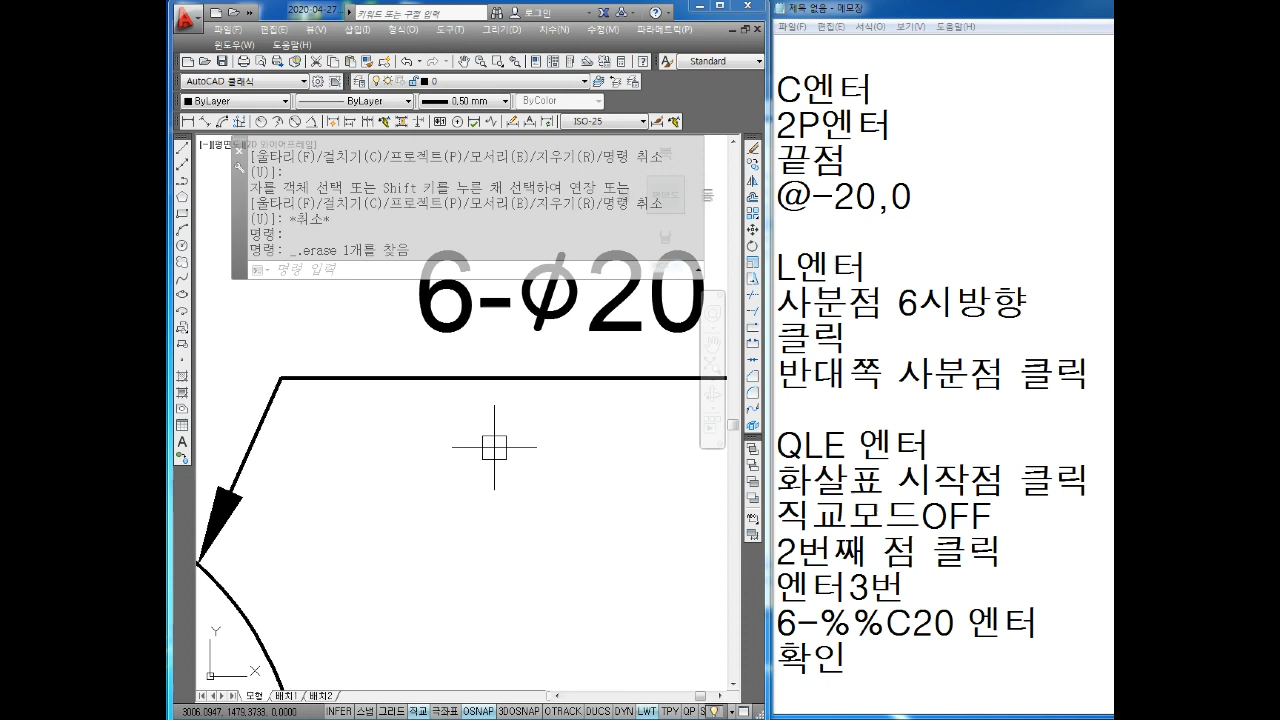 2020-04-27
키워드 또는 구절 입력
로그인
파일(F) 편집(E) 뷰(V) 삽입(I) 형식(O) 도구(T) 그리기(D) 치수(N) 수정(M) 파라메트릭(P)
윈도우(W) 도움말(H)
Standard
AutoCAD 클래식
0
ByLayer
ByLayer
0,50 mm
ByColor
ISO-25
[울타리(F)/걸치기(C)/프로젝트(P)/모서리(E)/지우기(R)/명령 취소
(U)]:
자를 객체 선택 또는 Shift 키를 누른 채 선택하여 연장 또는
[울타리(F)/걸치기(C)/프로젝트(P)/모서리(E)/지우기(R)/명령 취소
(U)]: *취소*
명령:
명령: _.erase 1개를 찾음
명령 입력
6-⌀20
Y
X
모형 배치1 배치2
3006.0947, 1479.3738, 0.0000
INFER 스냅 그리드 직교 극좌표 OSNAP 3DOSNAP OTRACK DUCS DYN LWT TPY QP
제목 없음 - 메모장
파일(F) 편집(E) 서식(O) 보기(V) 도움말(H)
C엔터
2P엔터
끝점
@-20,0
L엔터
사분점 6시방향
클릭
반대쪽 사분점 클릭
QLE 엔터
화살표 시작점 클릭
직교모드OFF
2번째 점 클릭
엔터3번
6-%%C20 엔터
확인